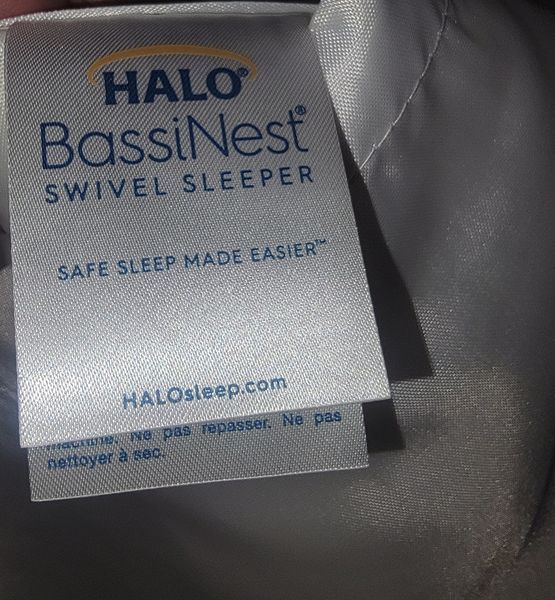 HALO®
BassiNest®
SWIVEL SLEEPER
SAFE SLEEP MADE EASIER™
HALOsleep.com
machine. Ne pas repasser. Ne pas
nettoyer à sec.